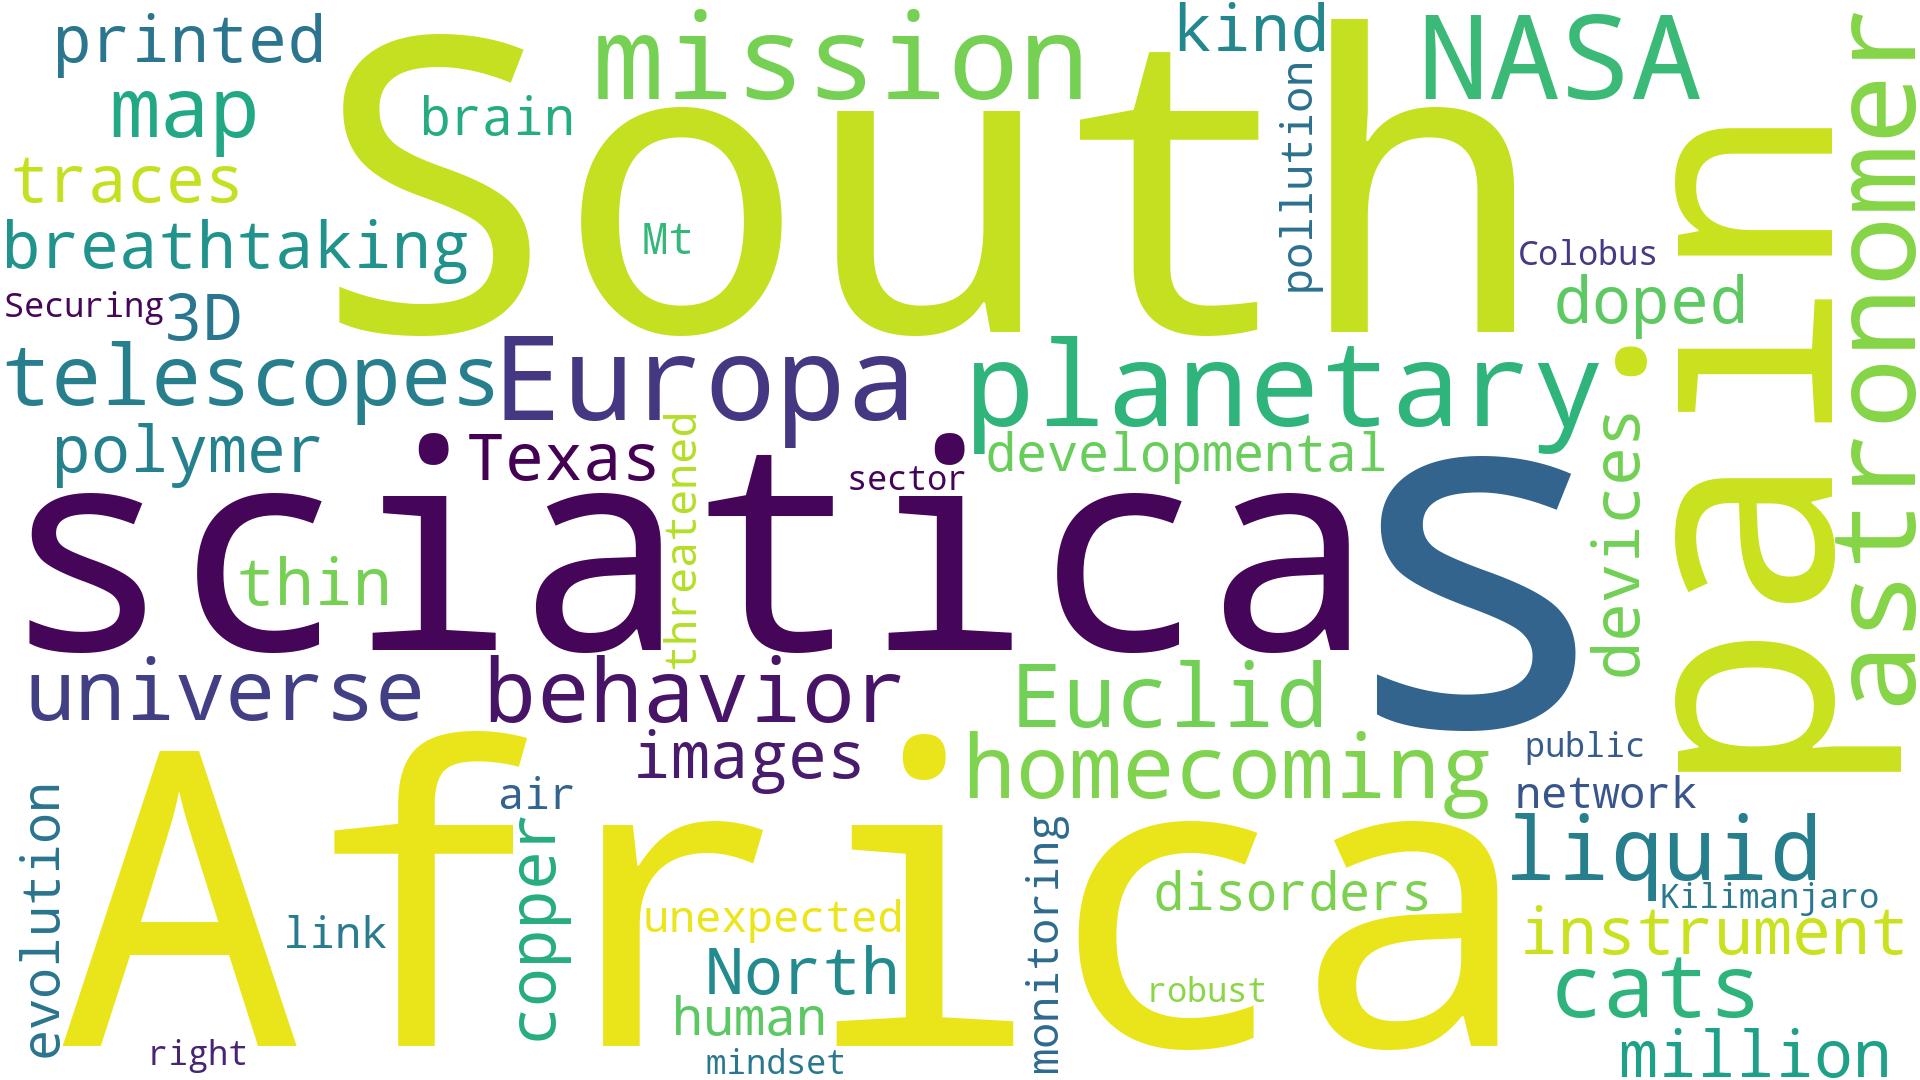 printed
mission
kind
NASA
astronomer
South
map
brain
pollution
pain
traces
breathtaking
Mt
Colobus
Securing
3D
doped
telescopes
Europa
planetary
devices
polymer
Texas
threatened
sector
developmental
sciatica
S
thin
universe
behavior
Euclid
images
homecoming
public
Africa
air
network
evolution
copper
monitoring
liquid
link
unexpected
disorders
Kilimanjaro
instrument
North
robust
cats
human
right
mindset
million